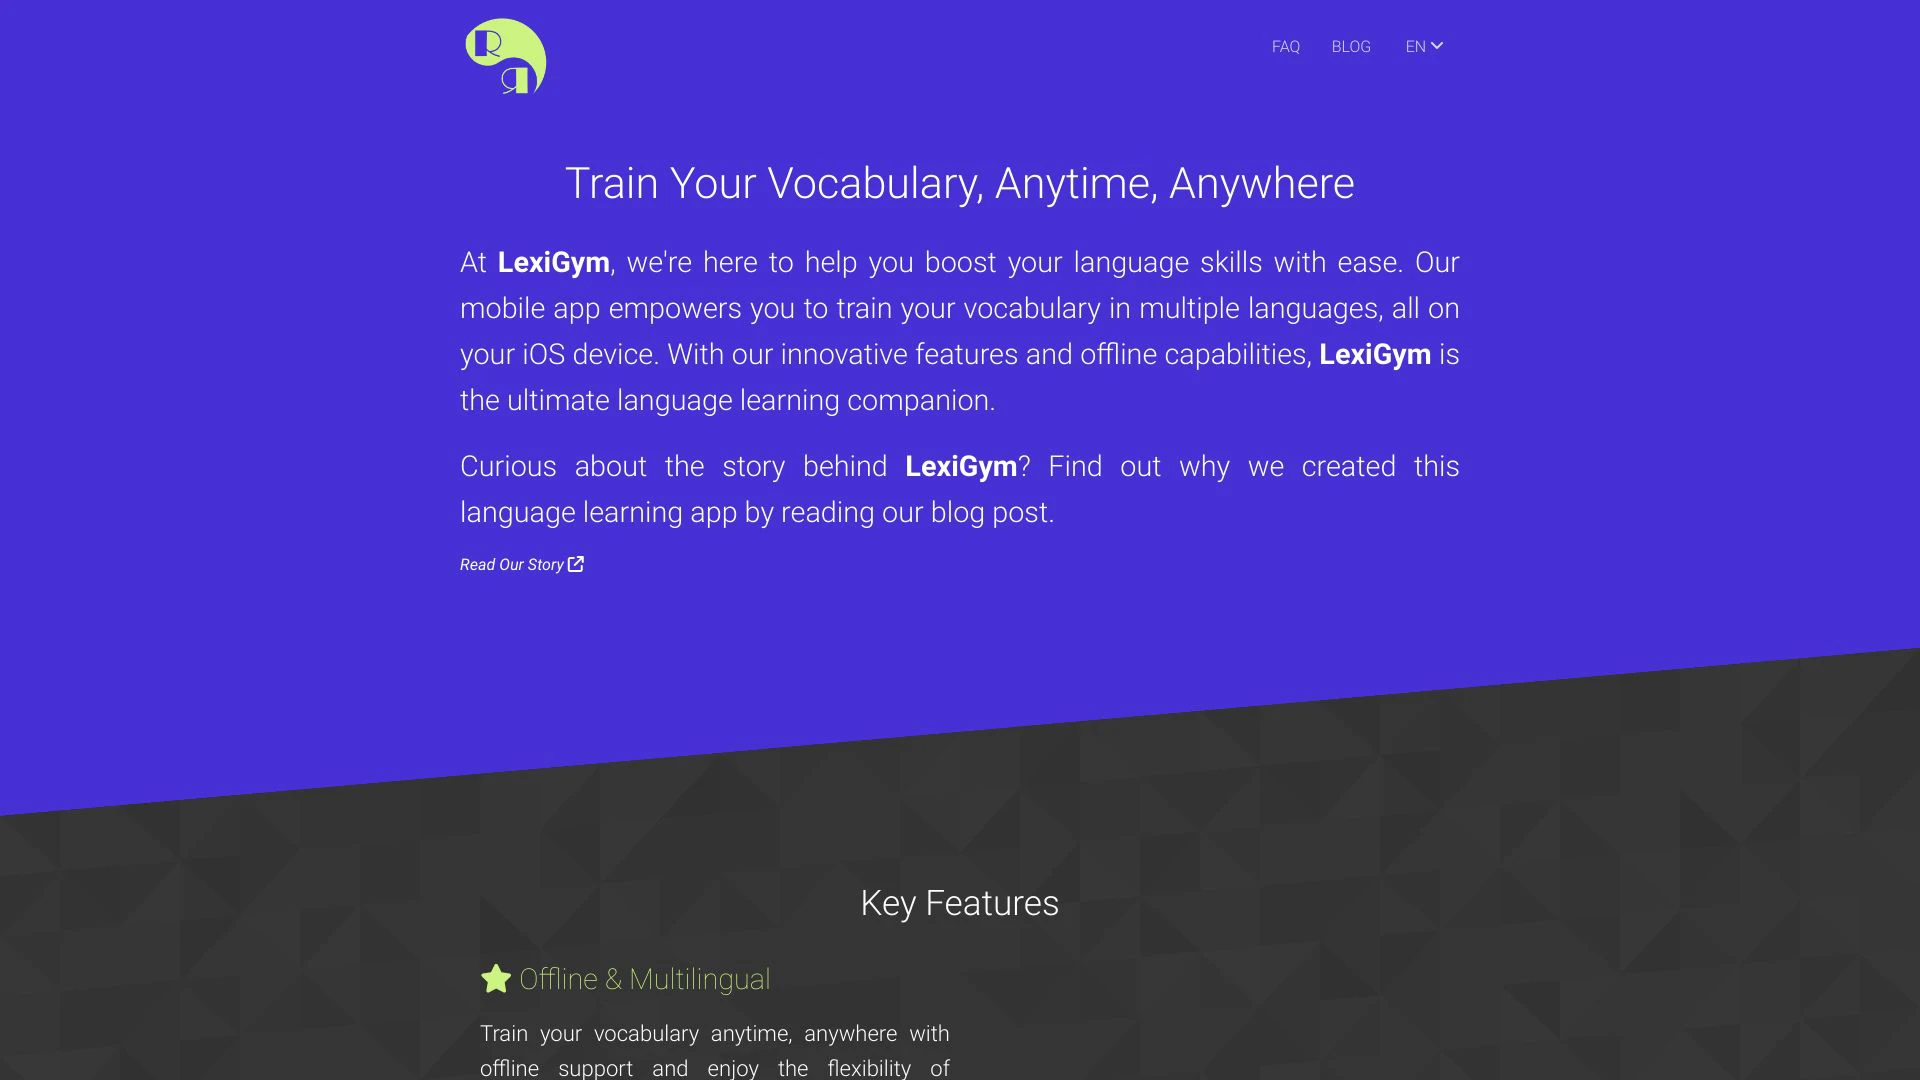 R
R
FAQ BLOG EN
Train Your Vocabulary, Anytime, Anywhere
At LexiGym, we're here to help you boost your language skills with ease. Our
mobile app empowers you to train your vocabulary in multiple languages, all on
your iOS device. With our innovative features and offline capabilities, LexiGym is
the ultimate language learning companion.
Curious about the story behind LexiGym? Find out why we created this
language learning app by reading our blog post.
Read Our Story
Key Features
Offline & Multilingual
Train your vocabulary anytime, anywhere with
offline support and enjoy the flexibility of